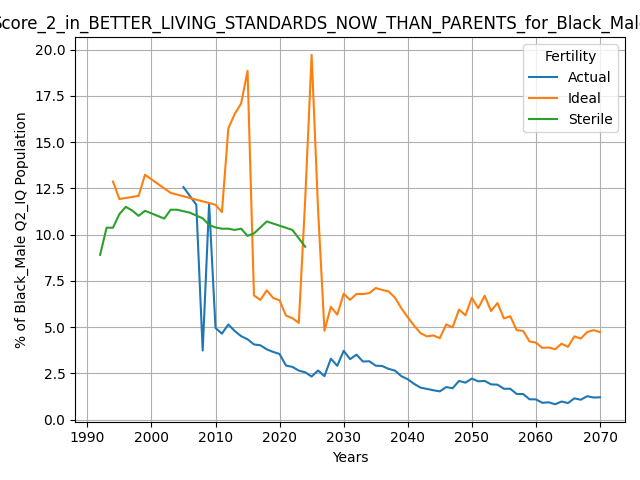 Score_2_in_BETTER_LIVING_STANDARDS_NOW_THAN_PARENTS_for_Black_Male
Fertility
Actual
Ideal
Sterile
% of Black_Male Q2_IQ Population
20.0
17.5
15.0
12.5
10.0
7.5
5.0
2.5
0.0
1990 2000 2010 2020 2030 2040 2050 2060 2070
Years